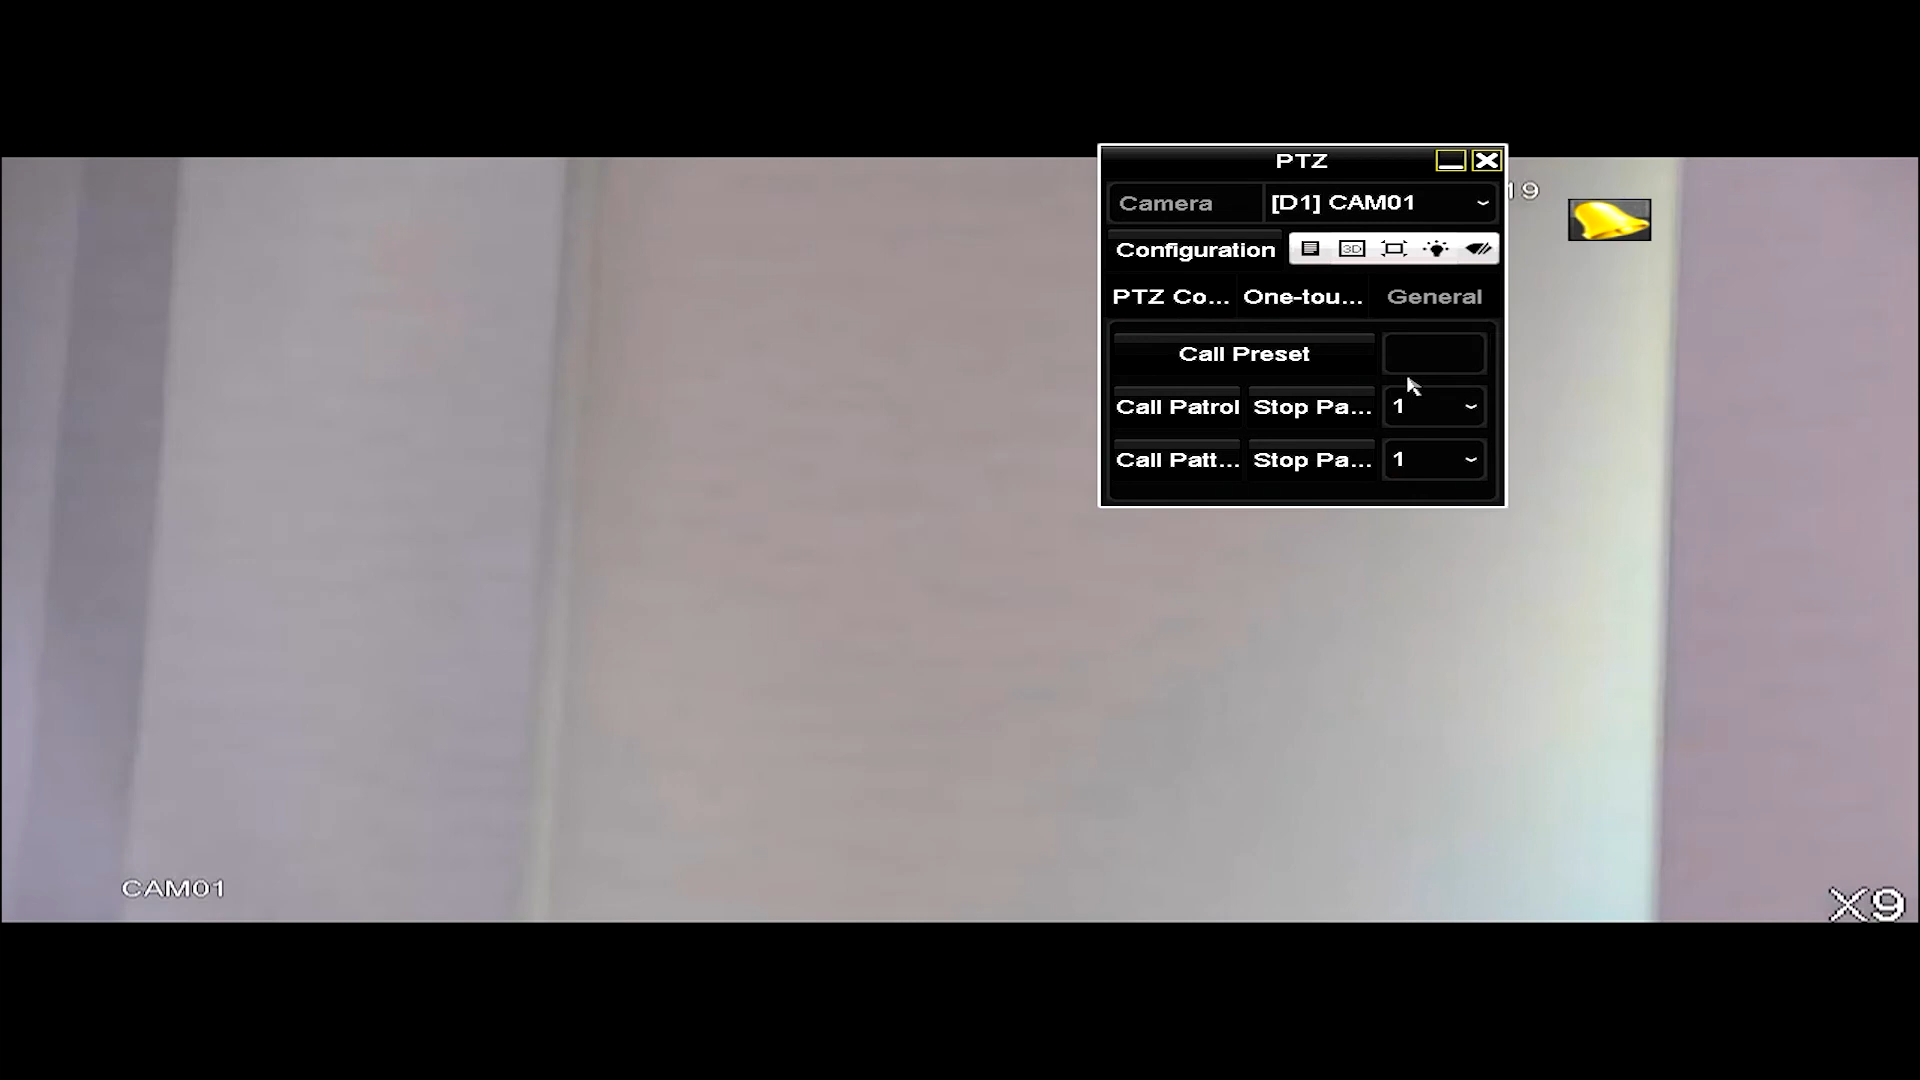 PTZ
Camera [D1] CAM01
19
Configuration 3D
PTZ Co... One-tou... General
Call Preset
Call Patrol Stop Pa... 1
Call Patt... Stop Pa... 1
CAM01
X9